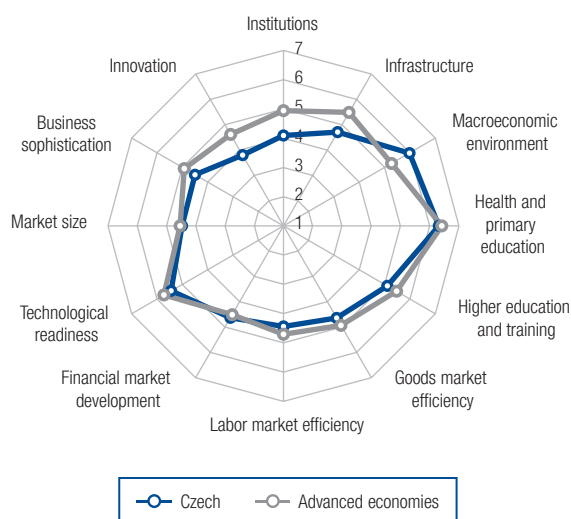 Institutions
Infrastructure
Macroeconomic
environment
Health and
primary
education
Higher education
and training
Goods market
efficiency
Labor market efficiency
Financial market
development
Technological
readiness
Market size
Business
sophistication
Innovation
7
6
5
4
3
2
1
Czech
Advanced economies